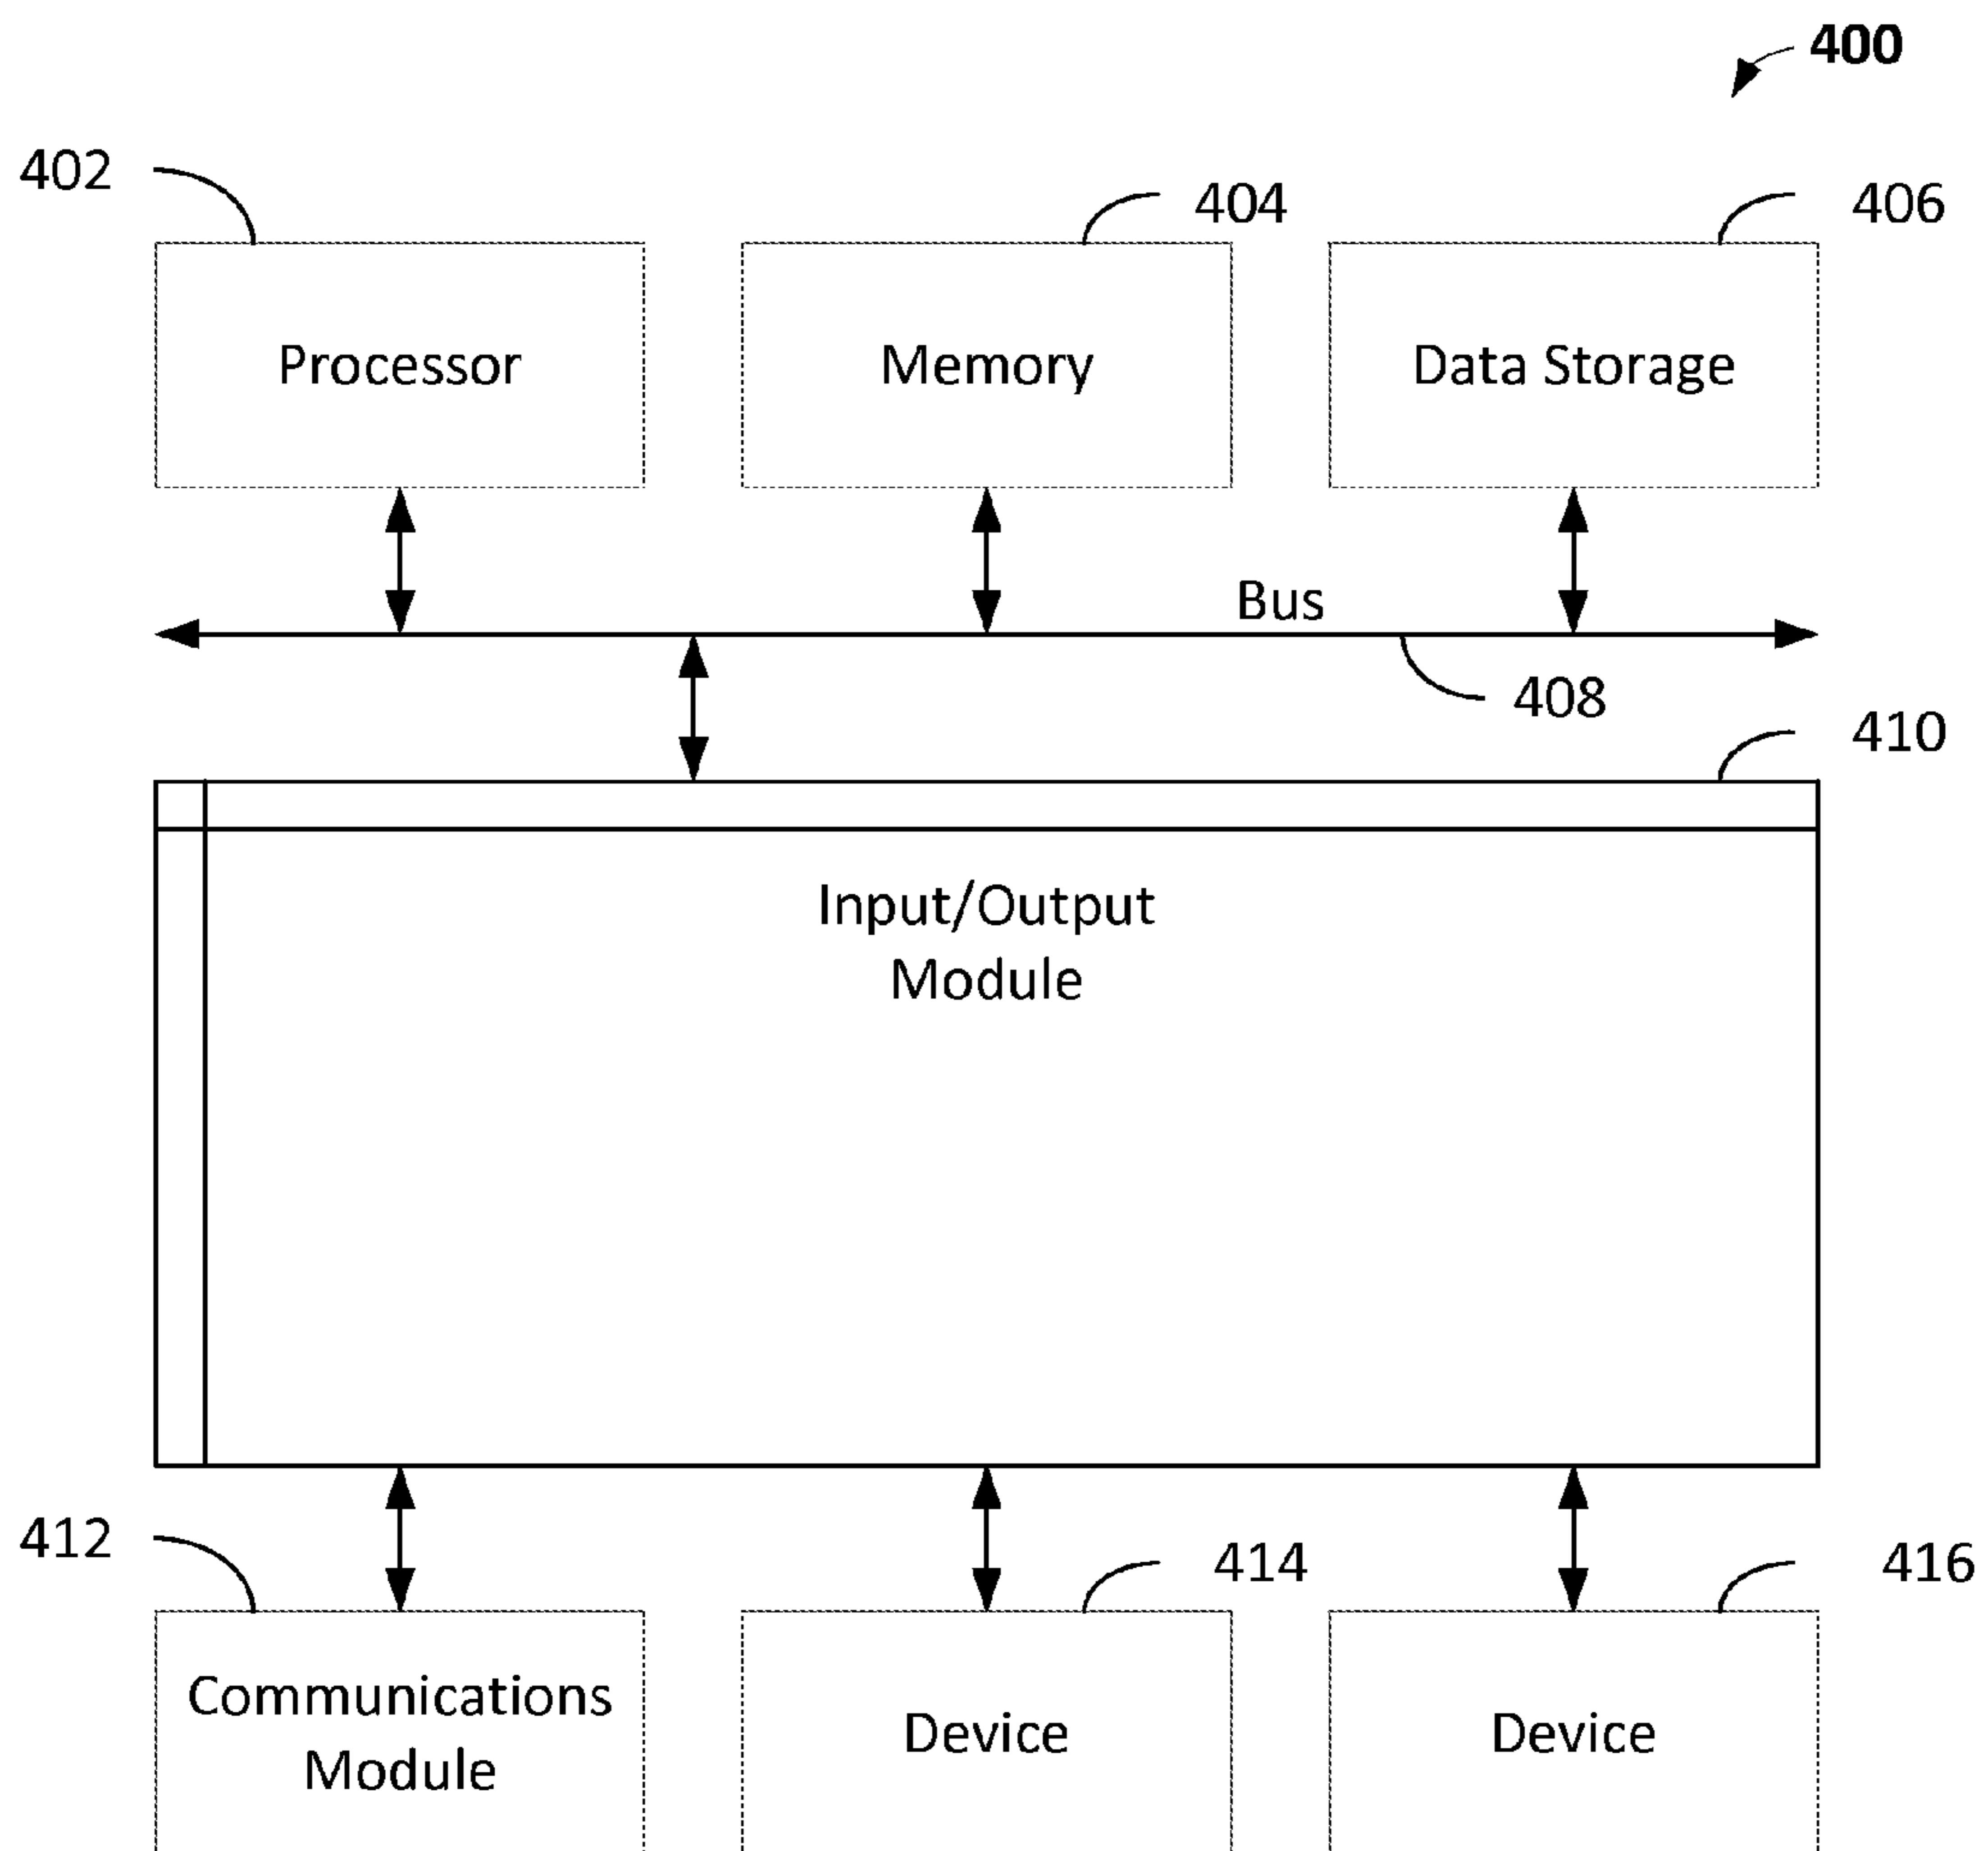 400
402
404
406
Processor
Memory
Data Storage
Bus
408
410
Input/Output
Module
412
414
416
Communications
Module
Device
Device